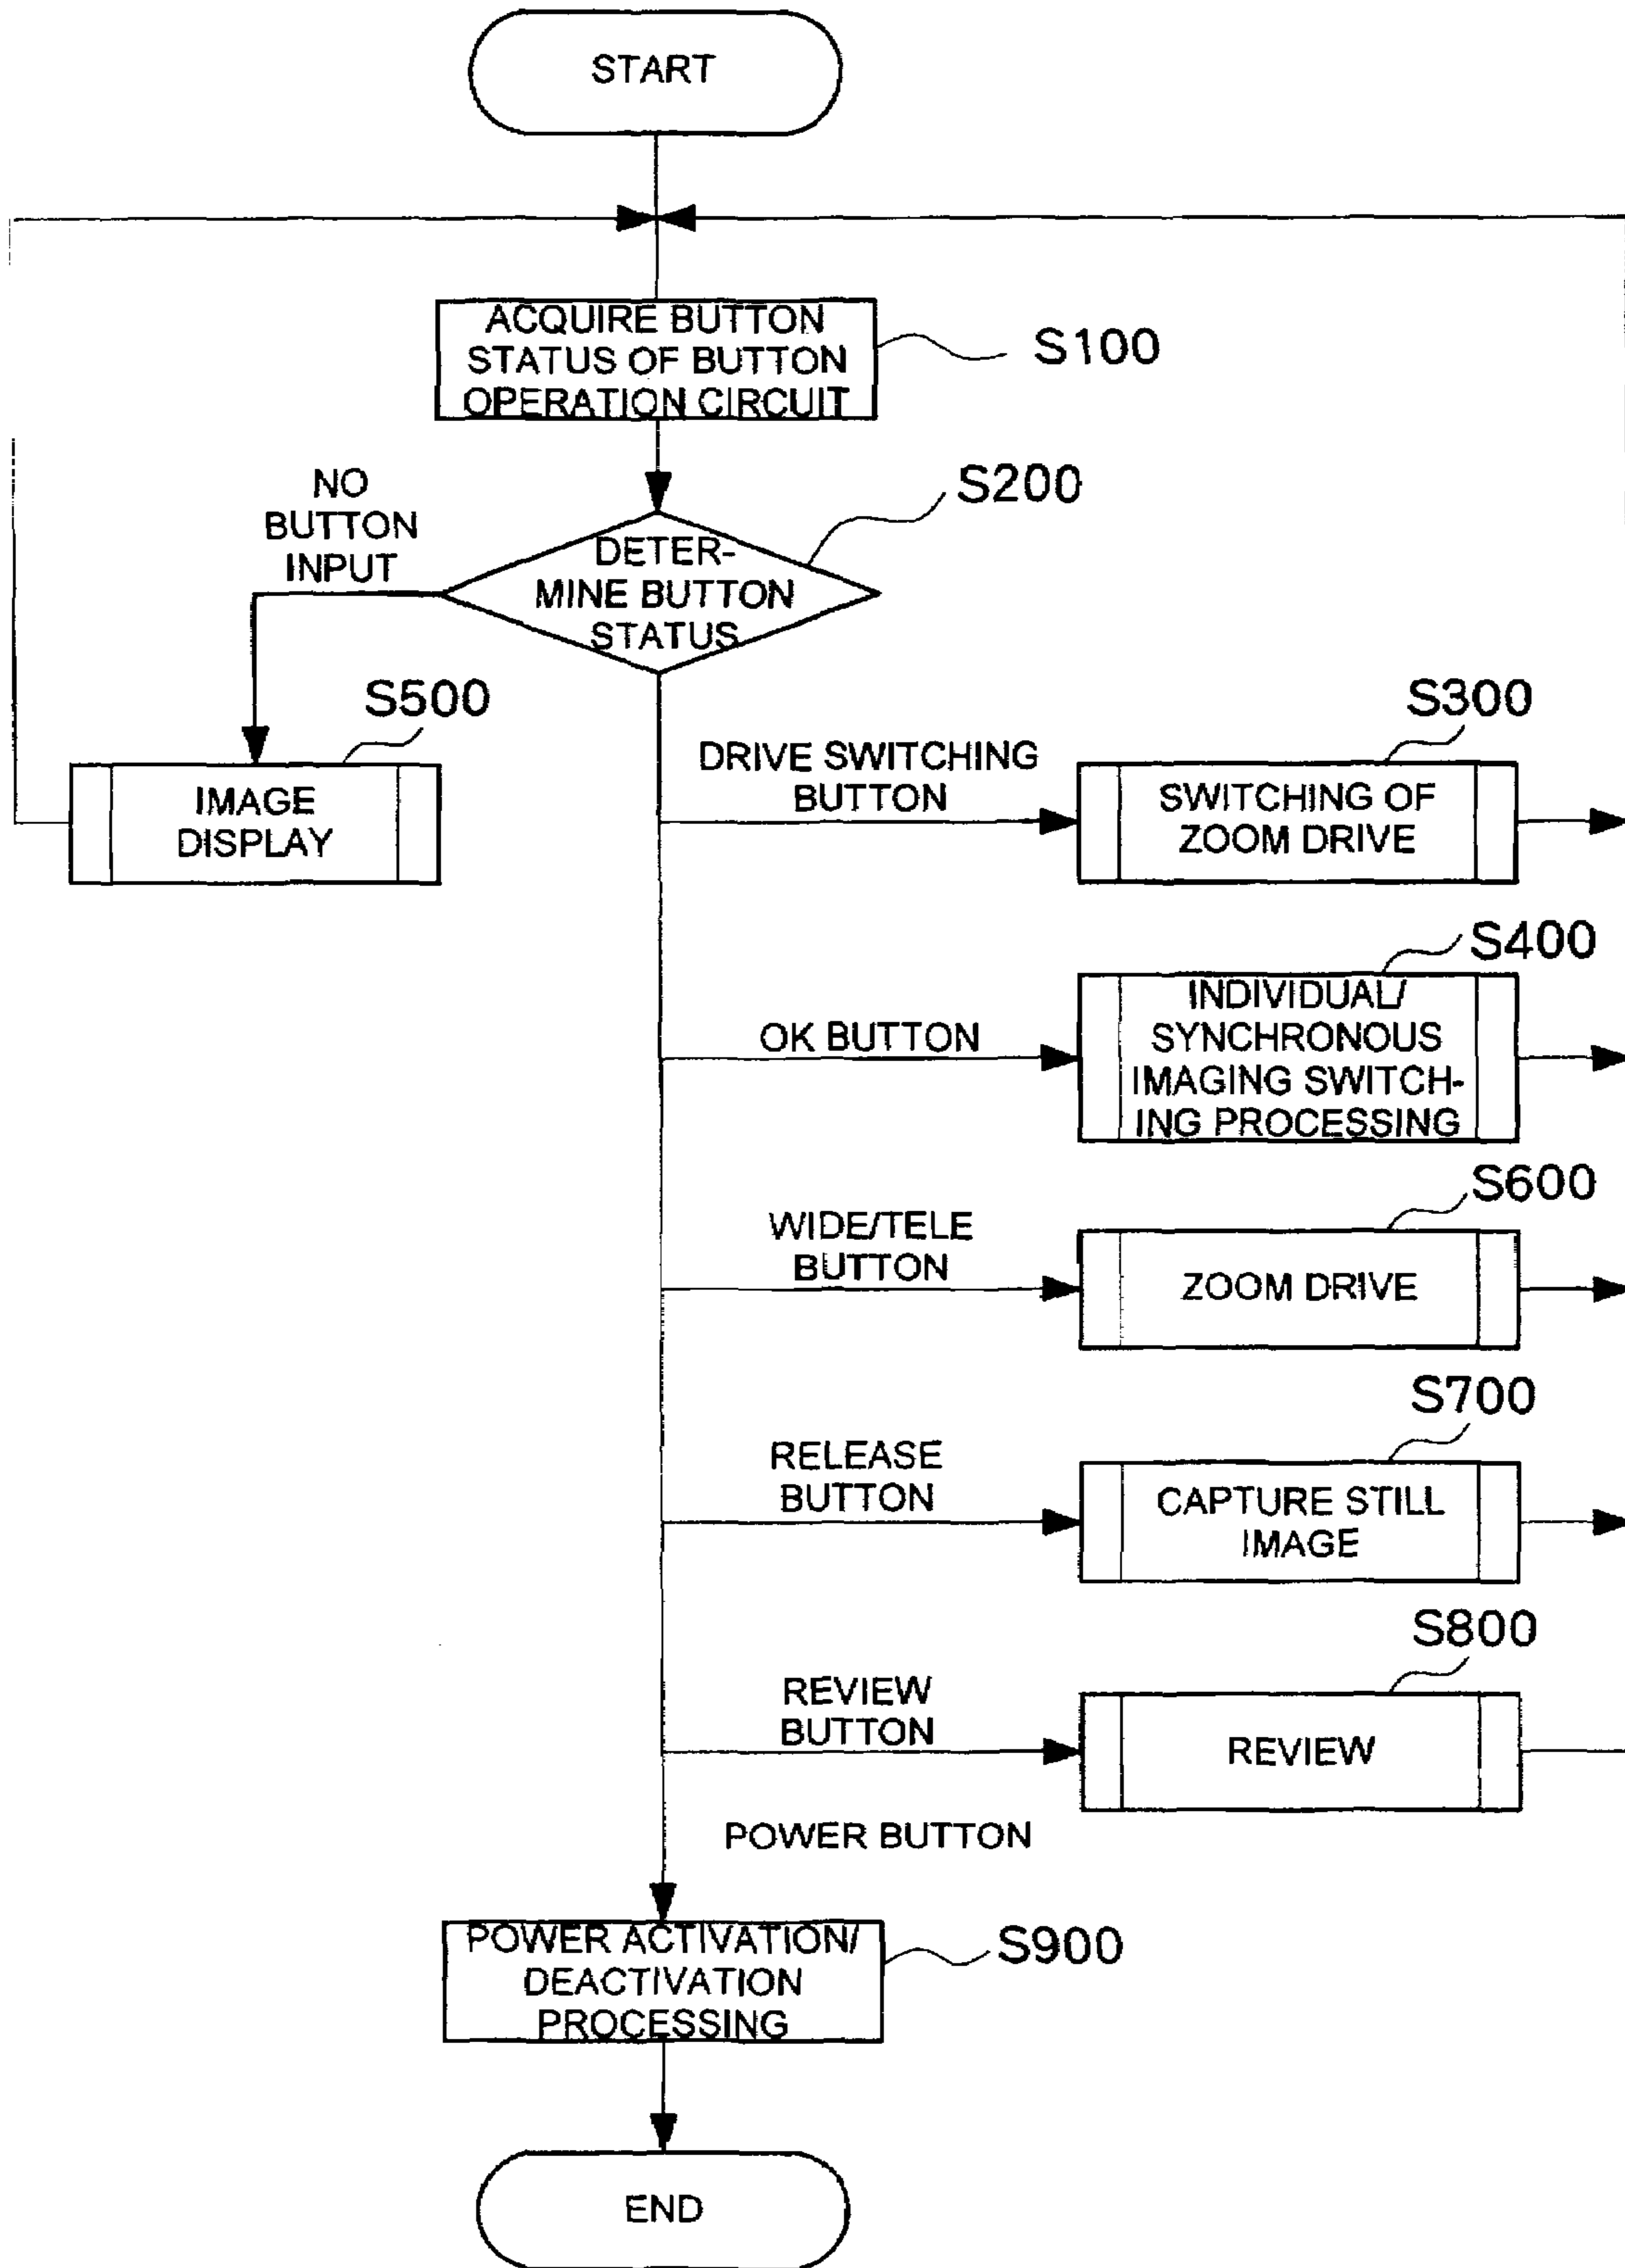 START
ACQUIRE BUTTON
STATUS OF BUTTON
OPERATION CIRCUIT
S100
NO
BUTTON
INPUT
S200
DETER-
MINE BUTTON
STATUS
S500
IMAGE
DISPLAY
DRIVE SWITCHING
BUTTON
S300
SWITCHING OF
ZOOM DRIVE
OK BUTTON
S400
INDIVIDUAL/
SYNCHRONOUS
IMAGING SWITCH-
ING PROCESSING
WIDE/TELE
BUTTON
S600
ZOOM DRIVE
RELEASE
BUTTON
S700
CAPTURE STILL
IMAGE
REVIEW
BUTTON
S800
REVIEW
POWER BUTTON
POWER ACTIVATION/
DEACTIVATION
PROCESSING
S900
END